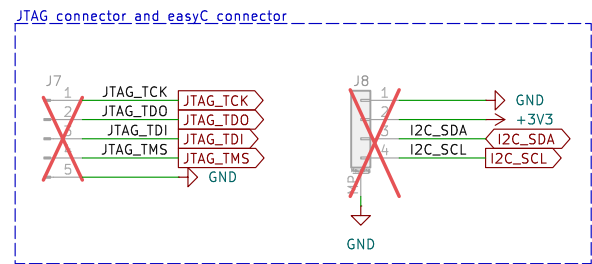 JTAG connector and easyC connector
J7
1 JTAG_TCK JTAG_TCK
2 JTAG_TDO JTAG_TDO
3 JTAG_TDI JTAG_TDI
4 JTAG_TMS JTAG_TMS
5 GND
J8
1 GND
2 +3V3
3 I2C_SDA I2C_SDA
4 I2C_SCL I2C_SCL
MP
GND